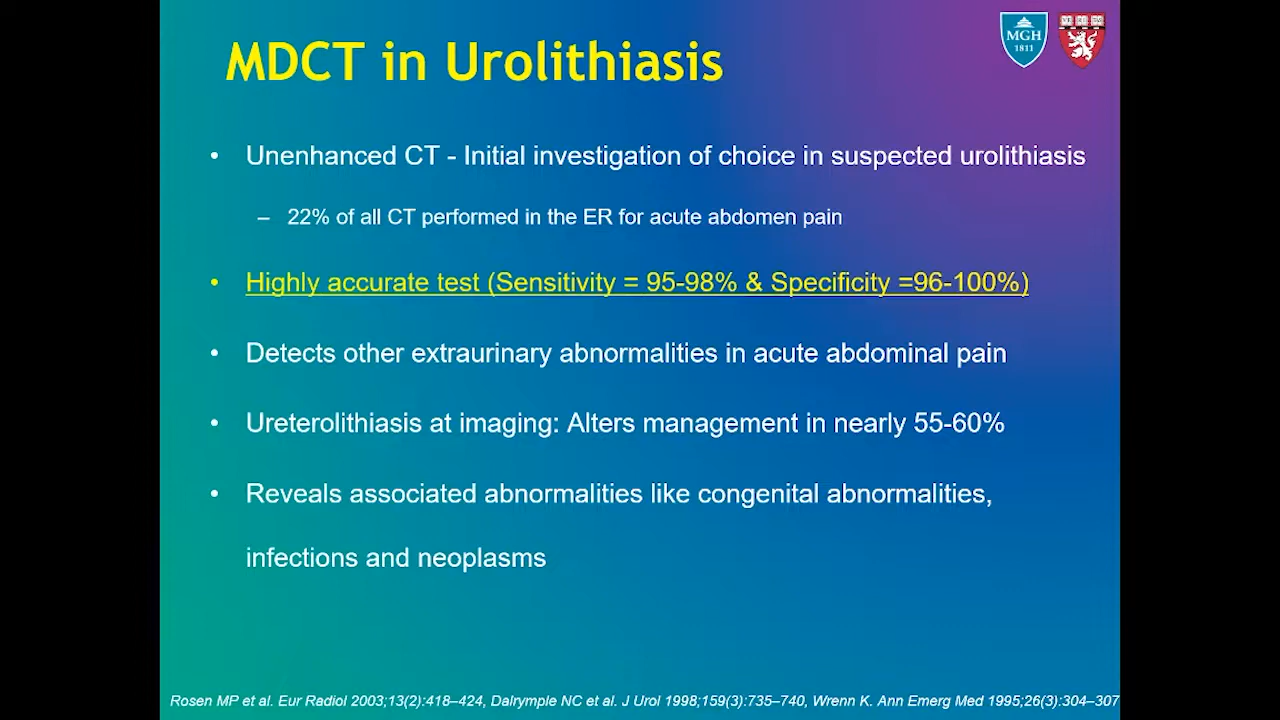 MDCT in Urolithiasis
MGH
1811
• Unenhanced CT - Initial investigation of choice in suspected urolithiasis
– 22% of all CT performed in the ER for acute abdomen pain
• Highly accurate test (Sensitivity = 95-98% & Specificity =96-100%)
• Detects other extraurinary abnormalities in acute abdominal pain
• Ureterolithiasis at imaging: Alters management in nearly 55-60%
• Reveals associated abnormalities like congenital abnormalities,
infections and neoplasms
Rosen MP et al. Eur Radiol 2003;13(2):418–424, Dalrymple NC et al. J Urol 1998;159(3):735–740, Wrenn K. Ann Emerg Med 1995;26(3):304–307